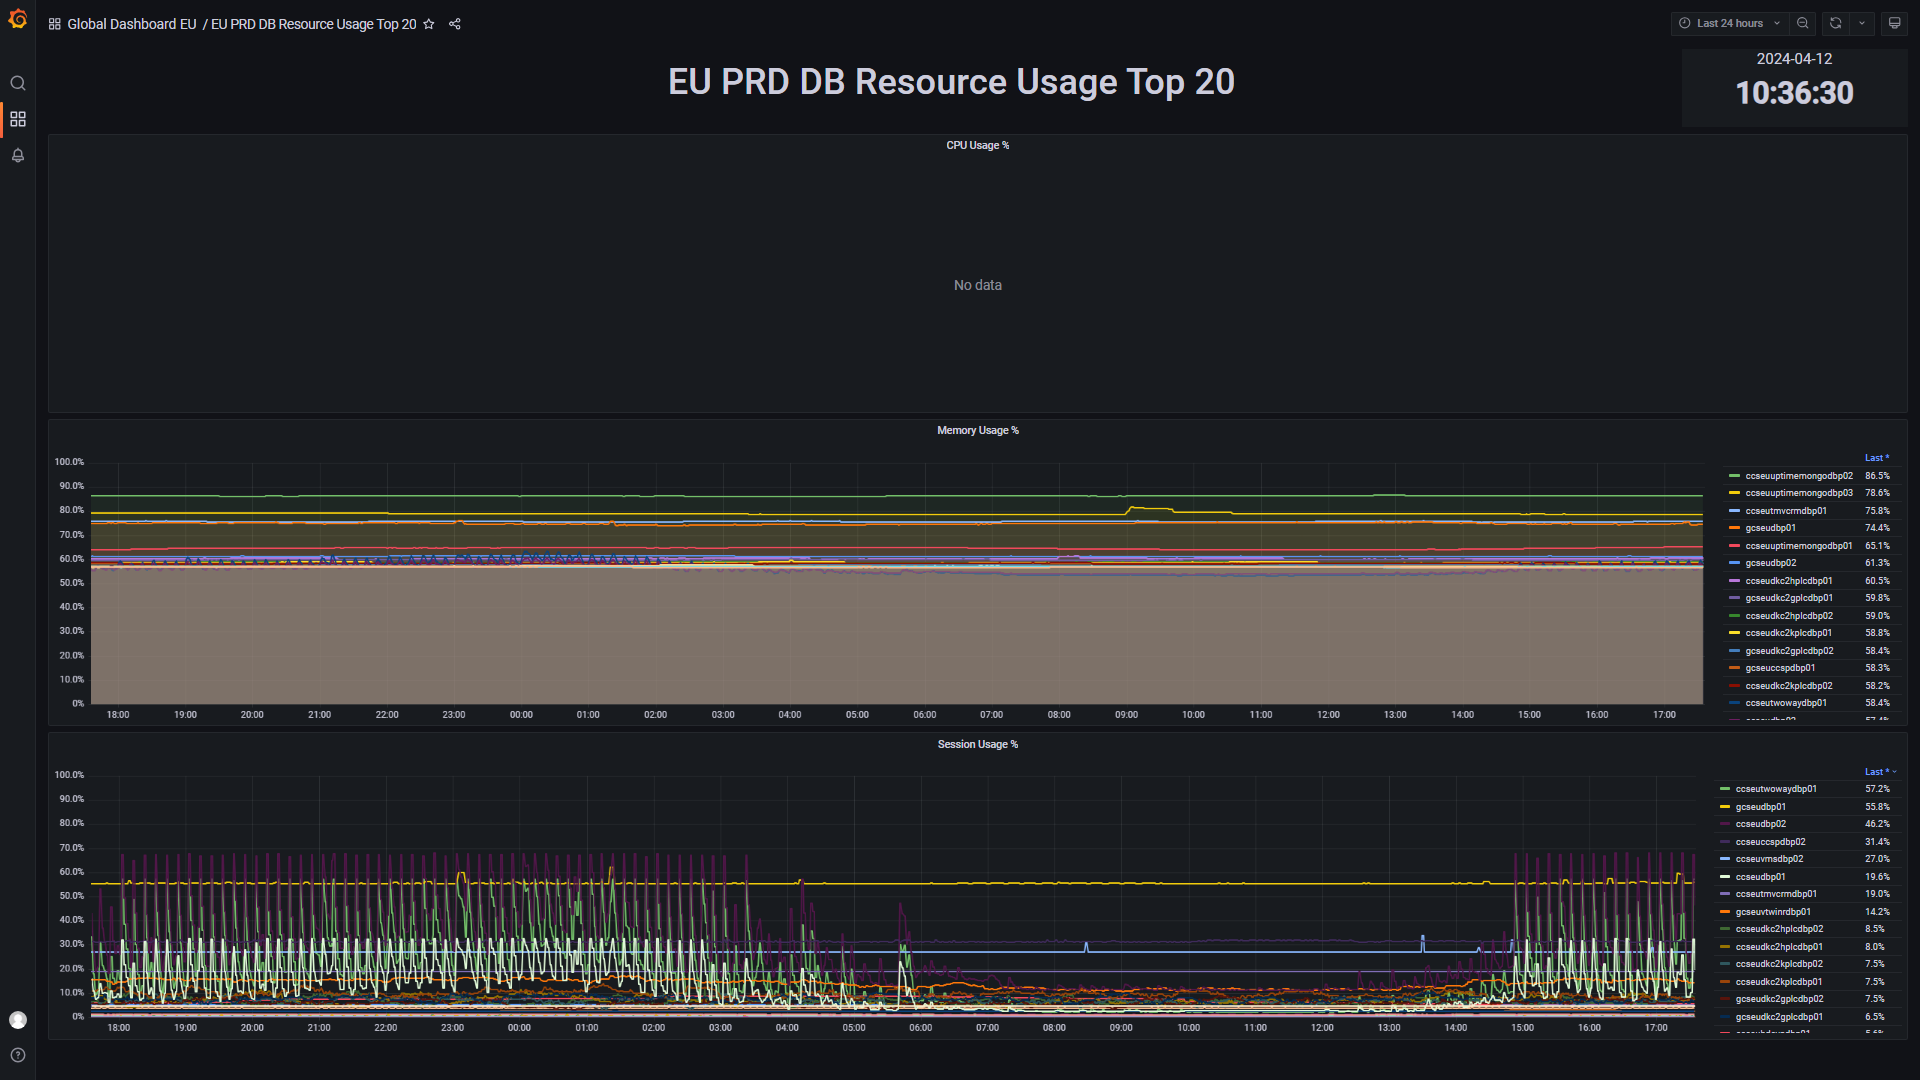 Global Dashboard EU / EU PRD DB Resource Usage Top 20
Last 24 hours
EU PRD DB Resource Usage Top 20
2024-04-12
10:36:30
CPU Usage %
No data
Memory Usage %
100.0%
90.0%
80.0%
70.0%
60.0%
50.0%
40.0%
30.0%
20.0%
10.0%
0%
18:00 19:00 20:00 21:00 22:00 23:00 00:00 01:00 02:00 03:00 04:00 05:00 06:00 07:00 08:00 09:00 10:00 11:00 12:00 13:00 14:00 15:00 16:00 17:00
Last *
ccseuuptimemongodbp02 86.5%
ccseuuptimemongodbp03 78.6%
ccseutmvcrmdbp01 75.8%
gcseudbp01 74.4%
ccseuuptimemongodbp01 65.1%
gcseudbp02 61.3%
ccseudkc2hplcdbp01 60.5%
gcseudkc2gplcdbp01 59.8%
ccseudkc2hplcdbp02 59.0%
ccseudkc2kplcdbp01 58.8%
gcseudkc2gplcdbp02 58.4%
gcseuccspdbp01 58.3%
ccseudkc2kplcdbp02 58.2%
ccseutwowaydbp01 58.4%
Session Usage %
100.0%
90.0%
80.0%
70.0%
60.0%
50.0%
40.0%
30.0%
20.0%
10.0%
0%
18:00 19:00 20:00 21:00 22:00 23:00 00:00 01:00 02:00 03:00 04:00 05:00 06:00 07:00 08:00 09:00 10:00 11:00 12:00 13:00 14:00 15:00 16:00 17:00
Last *
ccseutwowaydbp01 57.2%
gcseudbp01 55.8%
ccseudbp02 46.2%
ccseuccspdbp02 31.4%
ccseuvmsdbp02 27.0%
ccseudbp01 19.6%
ccseutmvcrmdbp01 19.0%
gcseuvtwinrdbp01 14.2%
ccseudkc2hplcdbp02 8.5%
ccseudkc2hplcdbp01 8.0%
ccseudkc2kplcdbp02 7.5%
ccseudkc2kplcdbp01 7.5%
gcseudkc2gplcdbp02 7.5%
gcseudkc2gplcdbp01 6.5%